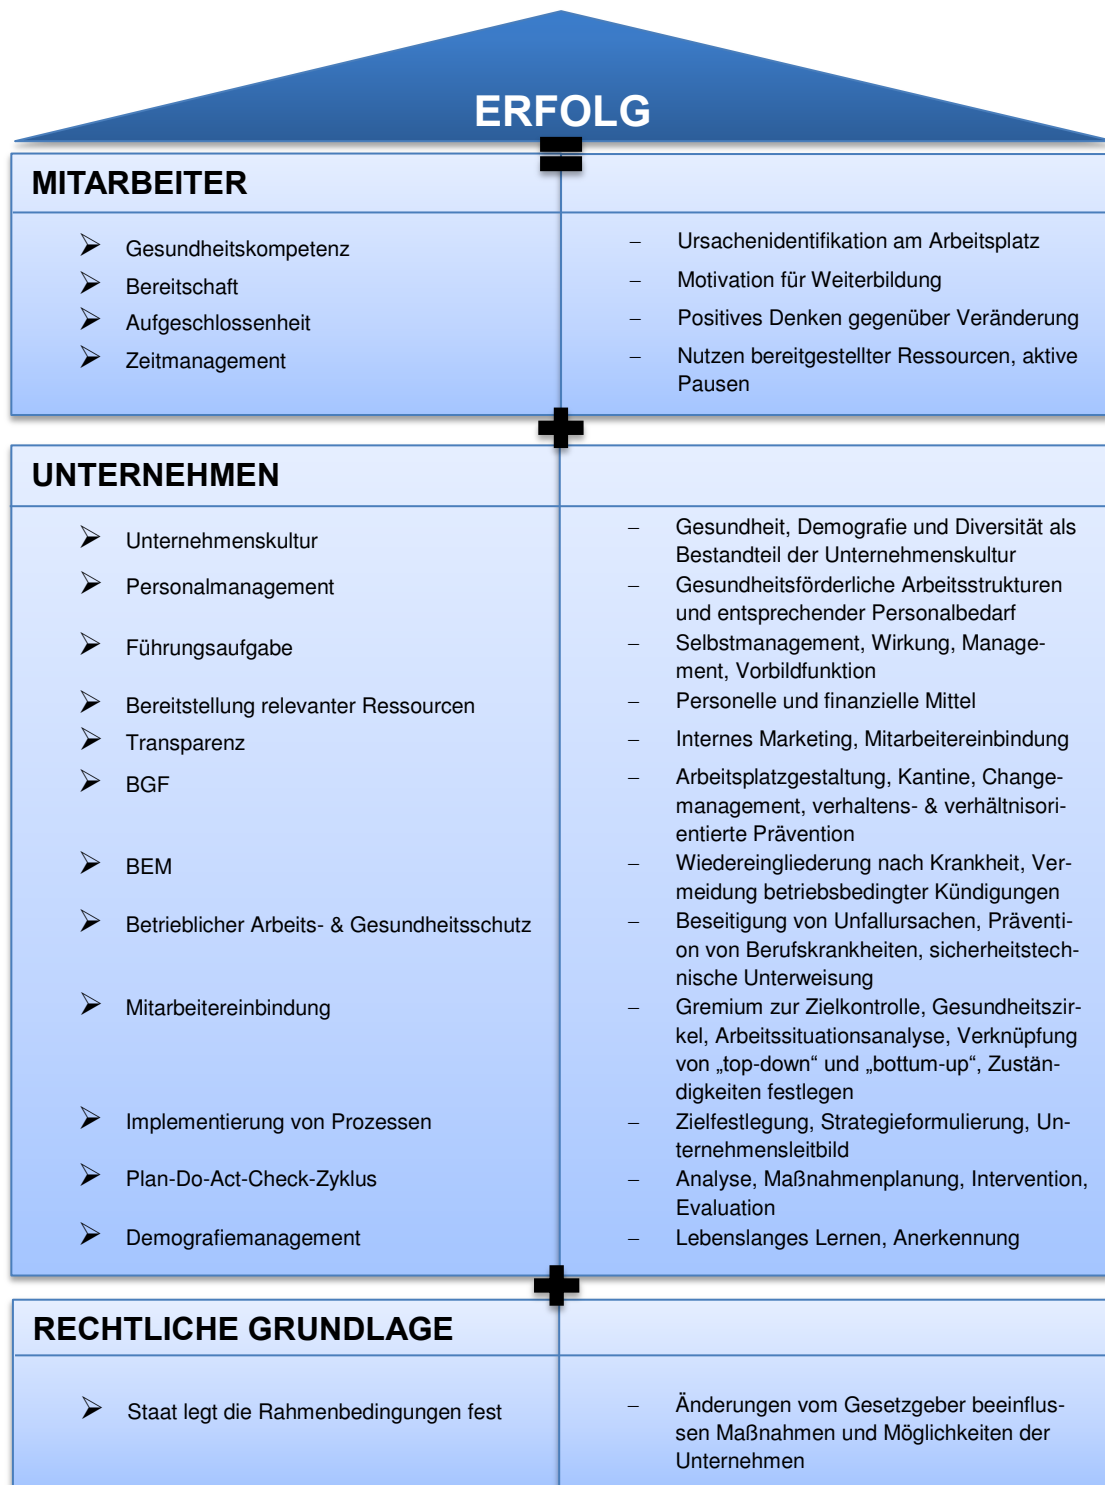 ERFOLG
MITARBEITER
Gesundheitskompetenz
Ursachenidentifikation am Arbeitsplatz
Bereitschaft
Motivation für Weiterbildung
Aufgeschlossenheit
Positives Denken gegenüber Veränderung
Zeitmanagement
Nutzen bereitgestellter Ressourcen, aktive
Pausen
UNTERNEHMEN
Unternehmenskultur
Gesundheit, Demografie und Diversität als
Bestandteil der Unternehmenskultur
Personalmanagement
Gesundheitsförderliche Arbeitsstrukturen
und entsprechender Personalbedarf
Führungsaufgabe
Selbstmanagement, Wirkung, Manage-
ment, Vorbildfunktion
Bereitstellung relevanter Ressourcen
Personelle und finanzielle Mittel
Transparenz
Internes Marketing, Mitarbeitereinbindung
BGF
Arbeitsplatzgestaltung, Kantine, Change-
management, verhaltens- & verhältnisori-
entierte Prävention
BEM
Wiedereingliederung nach Krankheit, Ver-
meidung betriebsbedingter Kündigungen
Betrieblicher Arbeits- & Gesundheitsschutz
Beseitigung von Unfallursachen, Präventi-
on von Berufskrankheiten, sicherheitstech-
nische Unterweisung
Mitarbeitereinbindung
Gremium zur Zielkontrolle, Gesundheitszir-
kel, Arbeitssituationsanalyse, Verknüpfung
von „top-down“ und „bottum-up“, Zustän-
digkeiten festlegen
Implementierung von Prozessen
Zielfestlegung, Strategieformulierung, Un-
ternehmensleitbild
Plan-Do-Act-Check-Zyklus
Analyse, Maßnahmenplanung, Intervention,
Evaluation
Demografiemanagement
Lebenslanges Lernen, Anerkennung
RECHTLICHE GRUNDLAGE
Staat legt die Rahmenbedingungen fest
Änderungen vom Gesetzgeber beeinflus-
sen Maßnahmen und Möglichkeiten der
Unternehmen